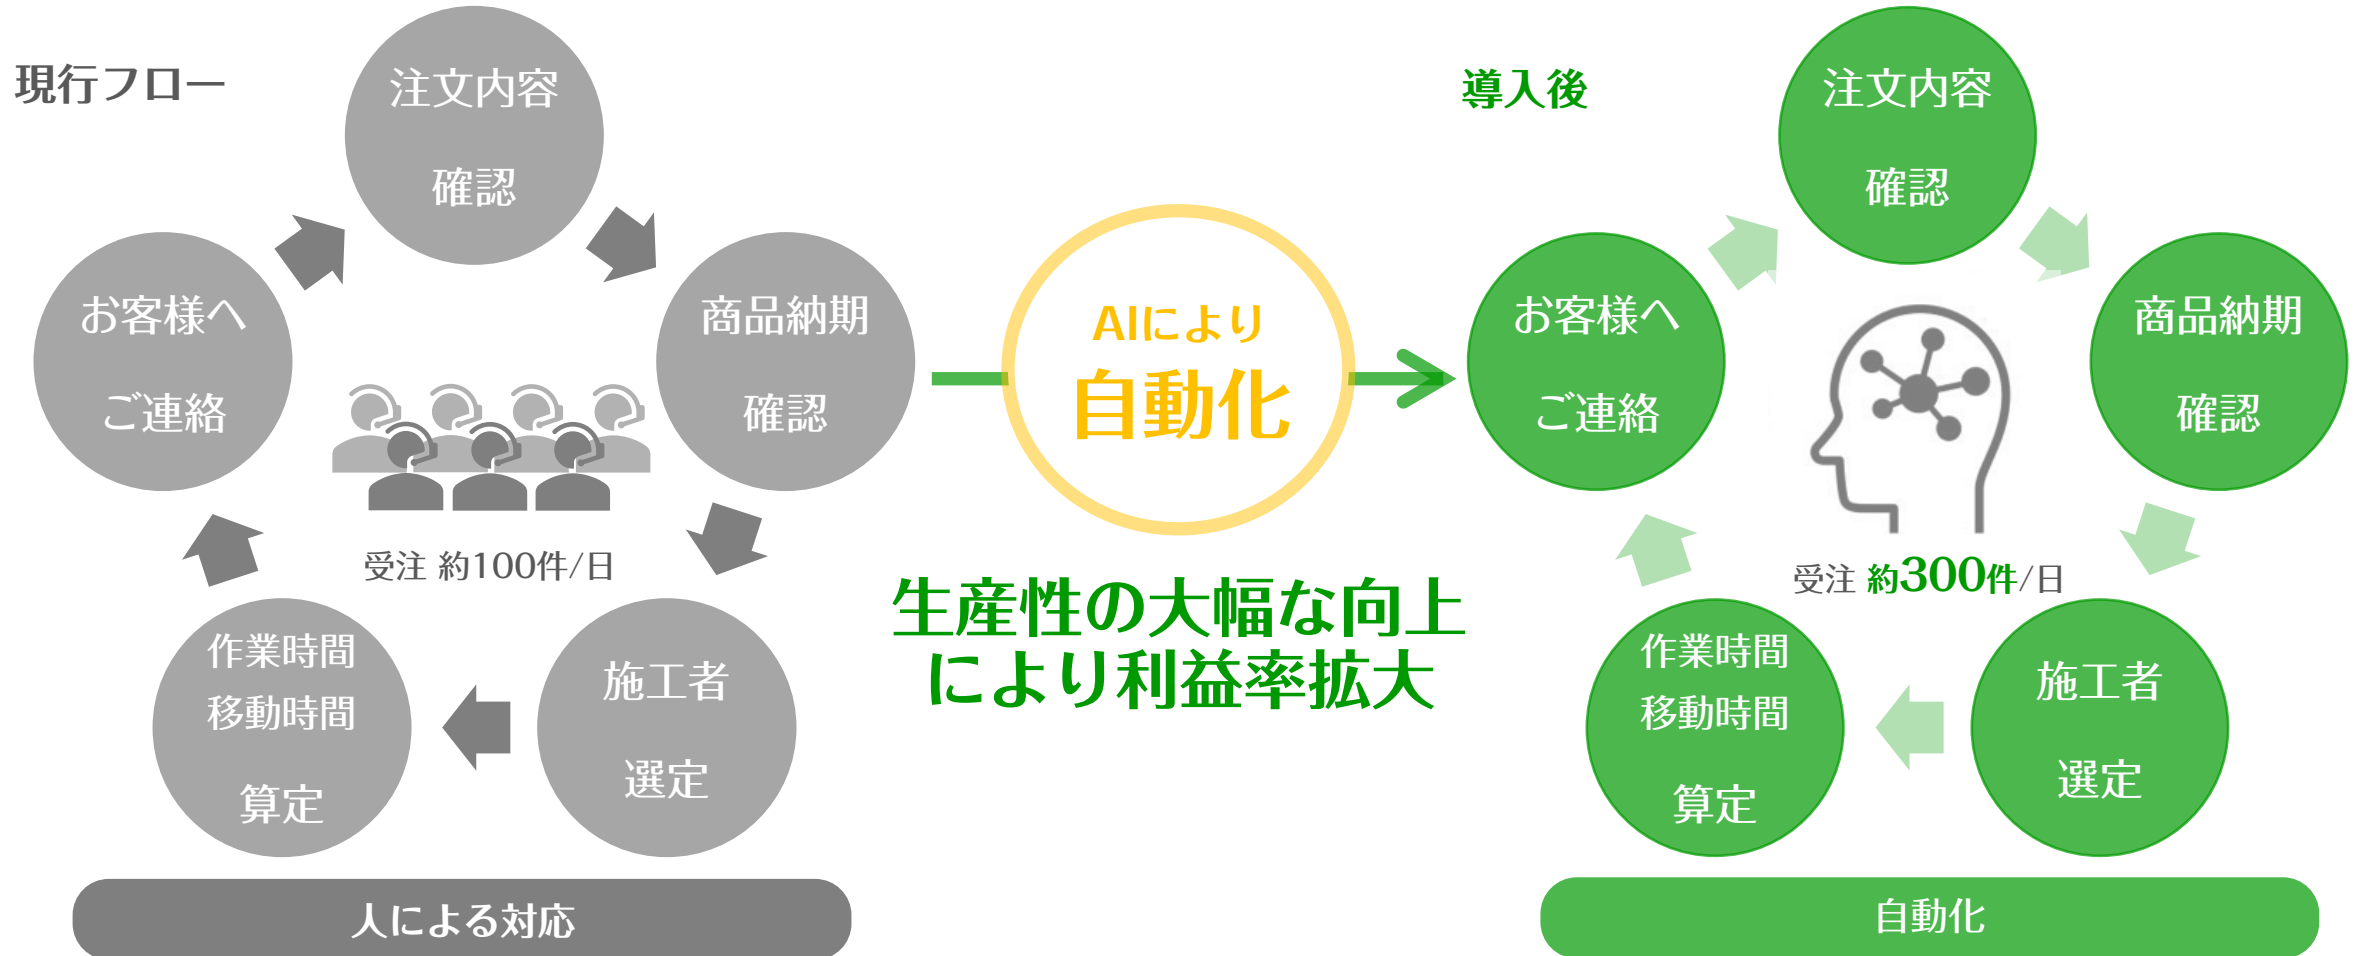 現行フロー
注文内容
確認
商品納期
確認
施工者
選定
作業時間
移動時間
算定
お客様へ
ご連絡
受注 約100件/日
人による対応
AIにより
自動化
生産性の大幅な向上
により利益率拡大
導入後
注文内容
確認
商品納期
確認
施工者
選定
作業時間
移動時間
算定
お客様へ
ご連絡
受注 約300件/日
自動化